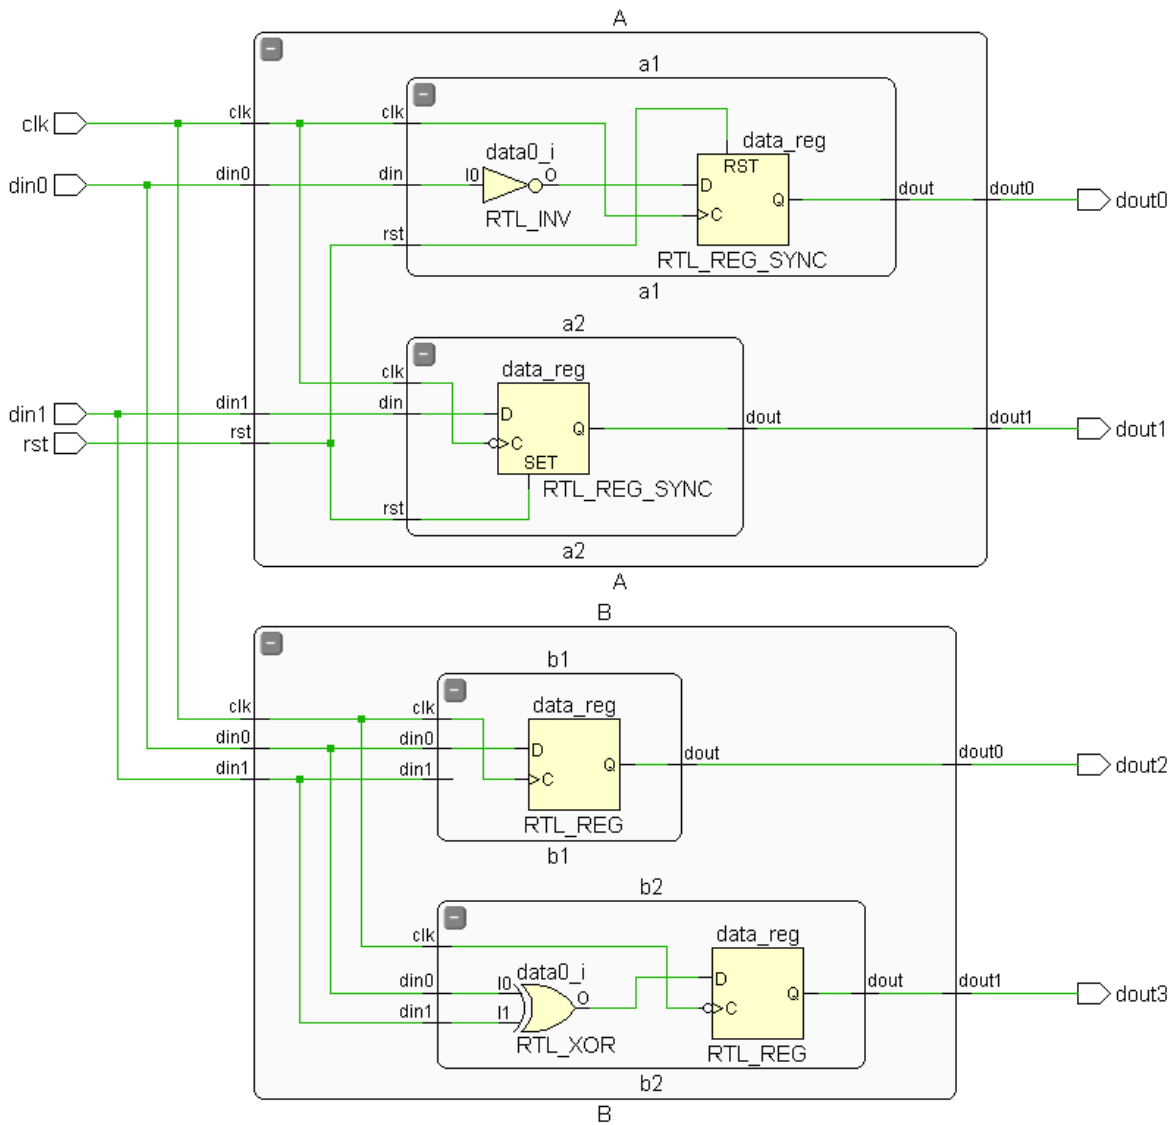 A
a1
clk
clk
clk
data_reg
data0_i
RST
din0
din0
din
I0
O
D
Q
dout
dout0
dout0
RTL_INV
C
rst
RTL_REG_SYNC
a1
a2
clk
data_reg
din1
din1
din
D
Q
dout
dout1
dout1
rst
rst
C
SET
RTL_REG_SYNC
rst
a2
A
B
b1
clk
clk
data_reg
din0
din0
D
Q
dout
dout0
dout2
din1
din1
C
RTL_REG
b1
b2
clk
data_reg
din0
I0
data0_i
O
D
Q
dout
dout1
dout3
din1
I1
C
RTL_XOR
RTL_REG
b2
B